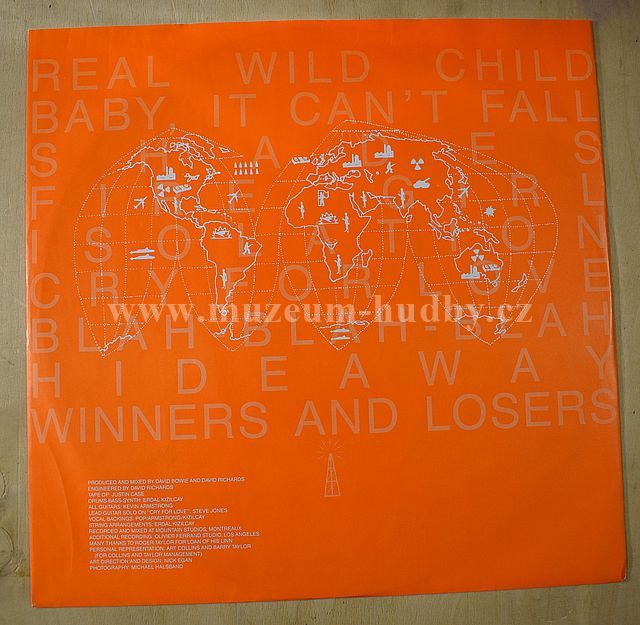 REAL WILD CHILD
BABY, IT CAN'T FALL
SHADES
FIRE GIRL
ISOLATION
CRY FOR LOVE
www.muzeum-hudby.cz
BLAH-BLAH-BLAH
HIDEAWAY
WINNERS AND LOSERS
PRODUCED AND MIXED BY DAVID BOWIE AND DAVID RICHARDS
ENGINEERED BY DAVID RICHARDS
TAPE OP: JUSTIN CASE
DRUMS-BASS-SYNTH: ERDAL KIZILCAY
ALL GUITARS: KEVIN ARMSTRONG
LEAD GUITAR SOLO ON "CRY FOR LOVE": STEVE JONES
VOCAL BACKINGS: POP/ARMSTRONG/KIZILCAY
STRING ARRANGEMENTS: ERDAL KIZILCAY
RECORDED AND MIXED AT MOUNTAIN STUDIOS, MONTREAUX
ADDITIONAL RECORDING: OLIVIER FERRAND STUDIO, LOS ANGELES
MANY THANKS TO ROGER TAYLOR FOR LOAN OF HIS LINN
PERSONAL REPRESENTATION: ART COLLINS AND BARRY TAYLOR
(FOR COLLINS AND TAYLOR MANAGEMENT)
ART DIRECTION AND DESIGN: NICK EGAN
PHOTOGRAPHY: MICHAEL HALSBAND